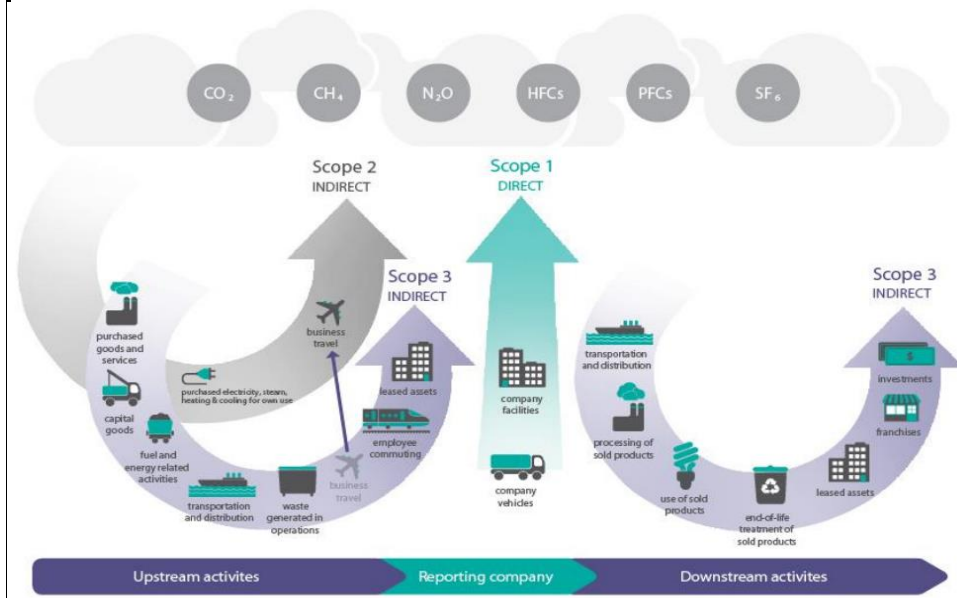 CO₂
CH₄
N₂O
HFCs
PFCs
SF₆
Scope 2
INDIRECT
Scope 1
DIRECT
Scope 3
INDIRECT
Scope 3
INDIRECT
purchased
goods and
services
business
travel
purchased electricity, steam,
heating & cooling for own use
leased assets
capital
goods
fuel and
energy related
activities
transportation
and distribution
waste
generated in
operations
business
travel
employee
commuting
company
facilities
company
vehicles
transportation
and distribution
processing of
sold products
use of sold
products
end-of-life
treatment of
sold products
leased assets
franchises
investments
Upstream activites
Reporting company
Downstream activites